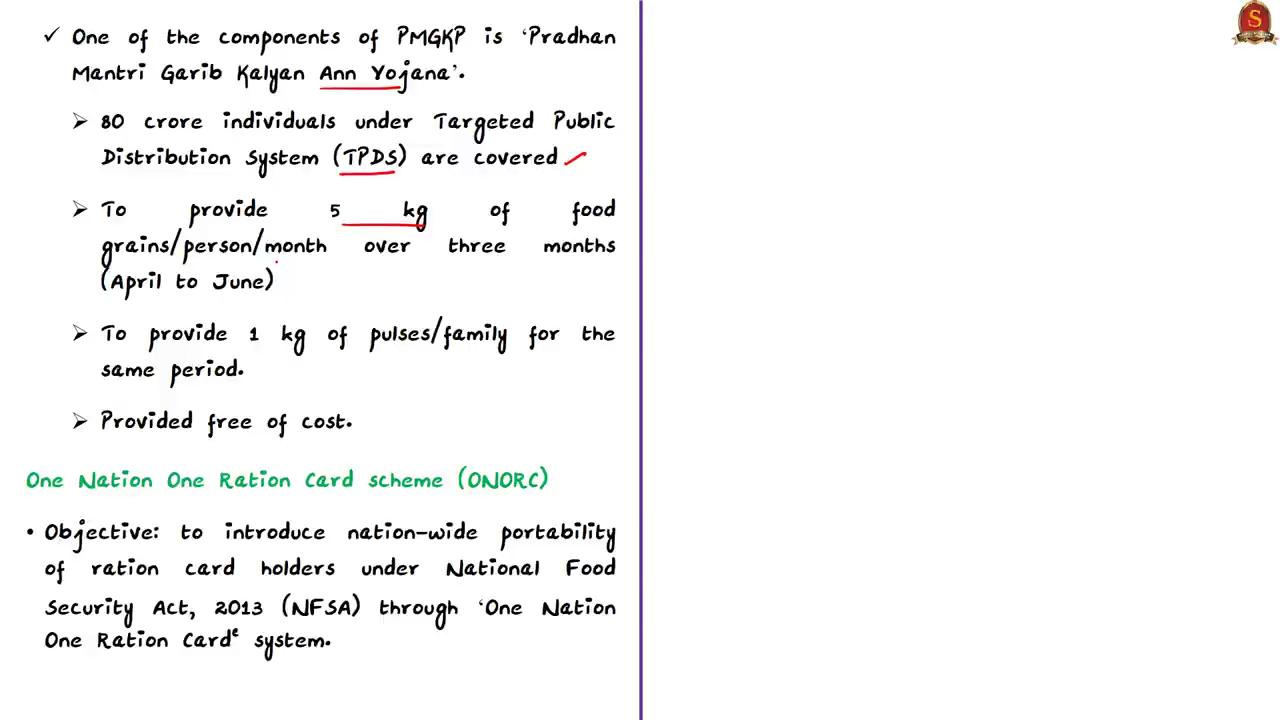 ✓ One of the components of PMGKP is ‘Pradhan
Mantri Garib Kalyan Ann Yojana’.
➢ 80 crore individuals under Targeted Public
Distribution System (TPDS) are covered
➢ To provide 5 kg of food
grains/person/month over three months
(April to June)
➢ To provide 1 kg of pulses/family for the
same period.
➢ Provided free of cost.
One Nation One Ration Card scheme (ONORC)
• Objective: to introduce nation-wide portability
of ration card holders under National Food
Security Act, 2013 (NFSA) through ‘One Nation
One Ration Card‘ system.
S